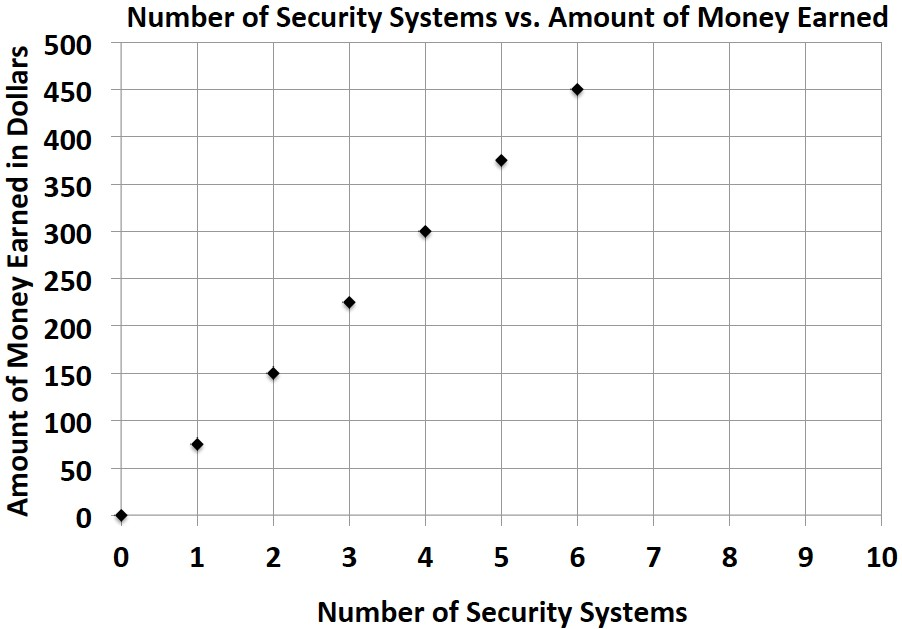 Number of Security Systems vs. Amount of Money Earned
Amount of Money Earned in Dollars
500
450
400
350
300
250
200
150
100
50
0
0 1 2 3 4 5 6 7 8 9 10
Number of Security Systems